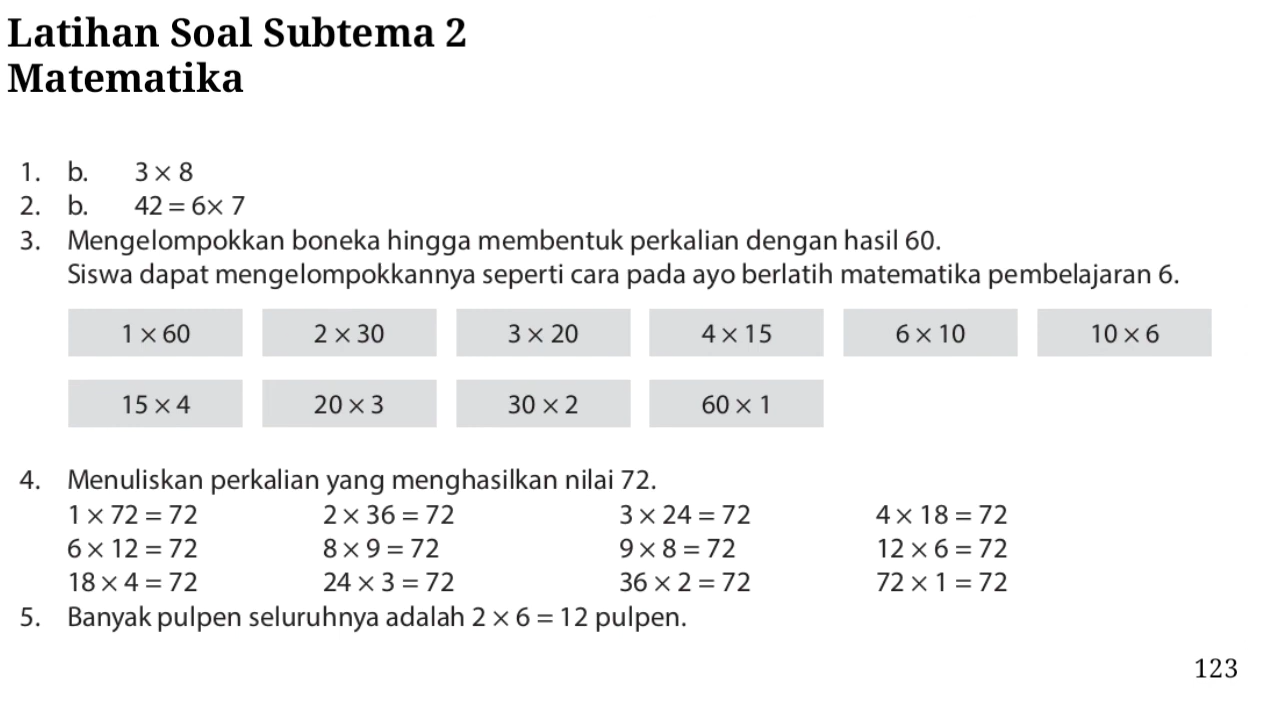 Latihan Soal Subtema 2
Matematika
1. b. 3 × 8
2. b. 42 = 6× 7
3. Mengelompokkan boneka hingga membentuk perkalian dengan hasil 60.
Siswa dapat mengelompokkannya seperti cara pada ayo berlatih matematika pembelajaran 6.
1 × 60 2 × 30 3 × 20 4 × 15 6 × 10 10 × 6
15 × 4 20 × 3 30 × 2 60 × 1
4. Menuliskan perkalian yang menghasilkan nilai 72.
1 × 72 = 72 2 × 36 = 72 3 × 24 = 72 4 × 18 = 72
6 × 12 = 72 8 × 9 = 72 9 × 8 = 72 12 × 6 = 72
18 × 4 = 72 24 × 3 = 72 36 × 2 = 72 72 × 1 = 72
5. Banyak pulpen seluruhnya adalah 2 × 6 = 12 pulpen.
123